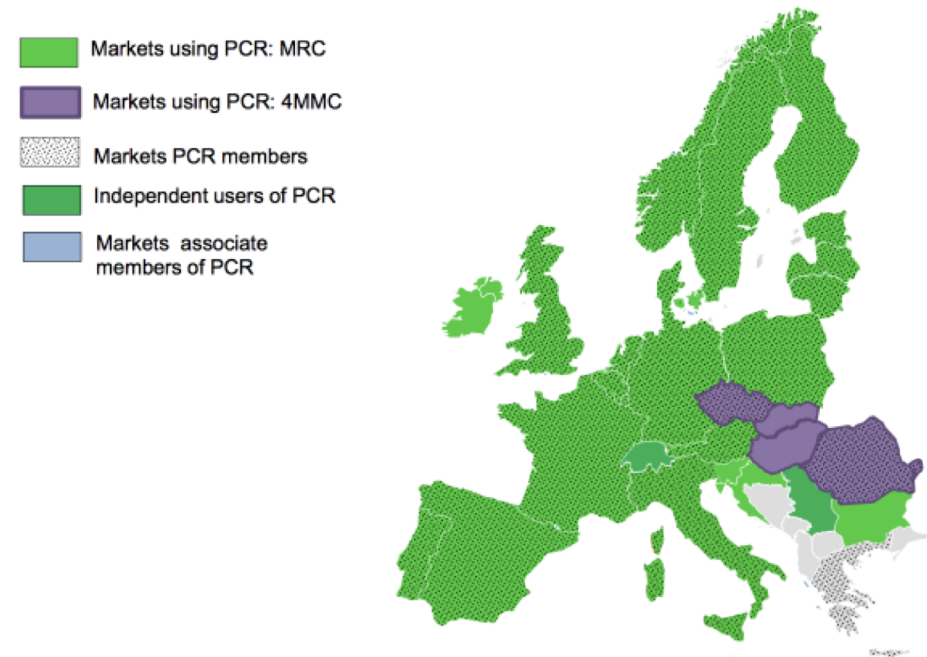 Markets using PCR: MRC
Markets using PCR: 4MMC
Markets PCR members
Independent users of PCR
Markets associate
members of PCR